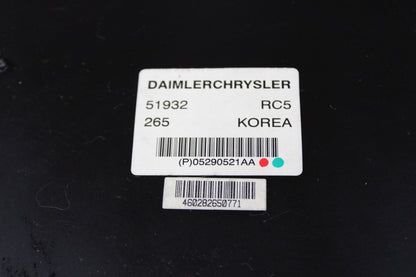 DAIMLERCHRYSLER
51932 RC5
265 KOREA
(P)05290521AA
460282650771